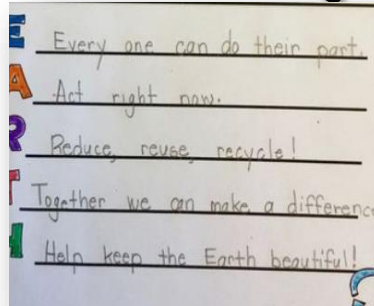 E Every one can do their part.
A Act right now.
R Reduce, reuse, recycle!
T Together we can make a difference
H Help keep the Earth beautiful!